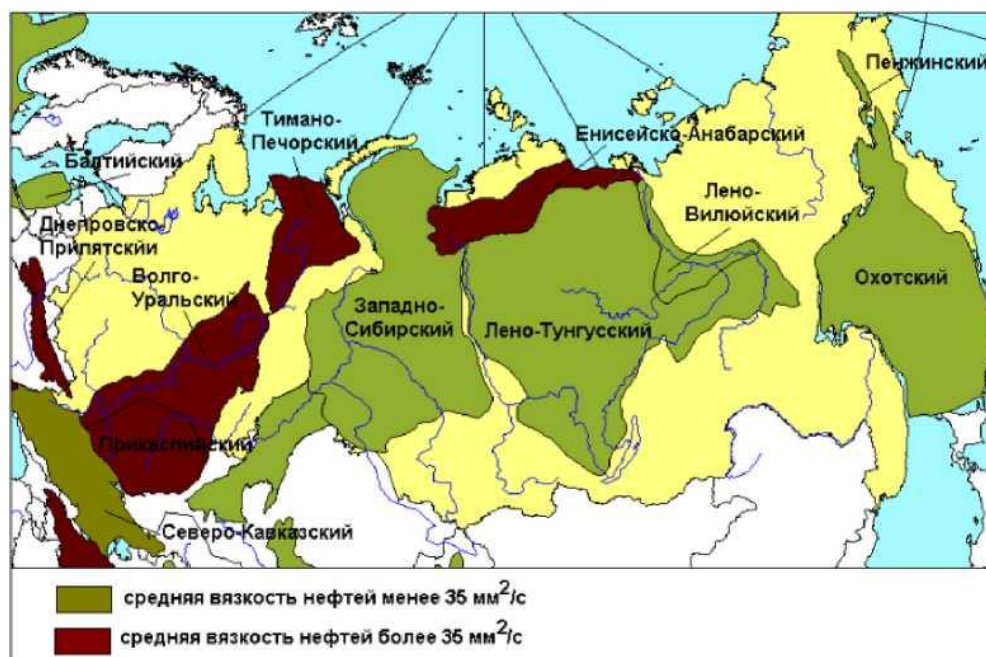 Пенжинский
Тимано-
Печорский
Енисейско-Анабарский
Балтийский
Лено-
Вилюйский
Днепровско-
Припятскйи
Волго-
Уральский
Охотский
Западно-
Сибирский
Лено-Тунгусский
Прикаспийский
Северо-Кавказский
средняя вязкость нефтей менее 35 мм²/с
средняя вязкость нефтей более 35 мм²/с